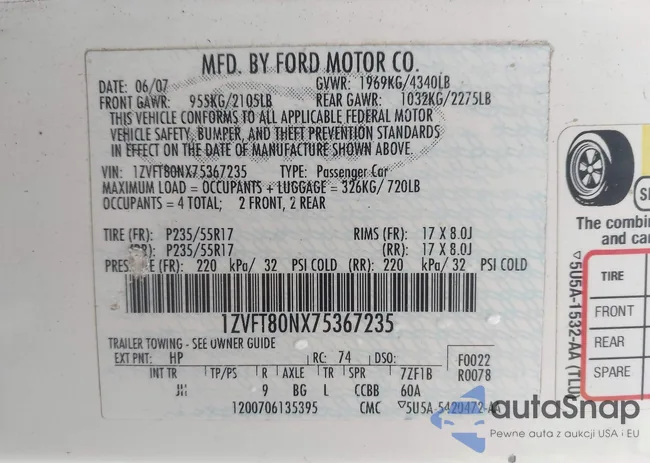 MFD. BY FORD MOTOR CO.
DATE: 06/07 GVWR: 1969KG/4340LB
FRONT GAWR: 955KG/2105LB REAR GAWR: 1032KG/2275LB
THIS VEHICLE CONFORMS TO ALL APPLICABLE FEDERAL MOTOR
VEHICLE SAFETY, BUMPER, AND THEFT PREVENTION STANDARDS
IN EFFECT ON THE DATE OF MANUFACTURE SHOWN ABOVE.
VIN: 1ZVFT80NX75367235 TYPE: Passenger Car
MAXIMUM LOAD = OCCUPANTS + LUGGAGE = 326KG/ 720LB
OCCUPANTS = 4 TOTAL; 2 FRONT, 2 REAR
TIRE (FR): P235/55R17 RIMS (FR): 17 X 8.0J
P235/55R17 (RR): 17 X 8.0J
(FR): 220 kPa/ 32 PSI COLD (RR): 220 kPa/ 32 PSI COLD
1ZVFT80NX75367235
TRAILER TOWING - SEE OWNER GUIDE
EXT PNT: HP RC: 74 DSO: F0022
INT TR TP/PS R AXLE TR SPR 7ZF1B R0078
9 BG L CCBB 60A
1200706135395 CMC ▽5U5A-5420472-AA
The combin
and ca
TIRE
FRONT
REAR
SPARE
▽5U5A-1532-AA (TL0
autoSnap
Pewne auta z aukcji USA i EU